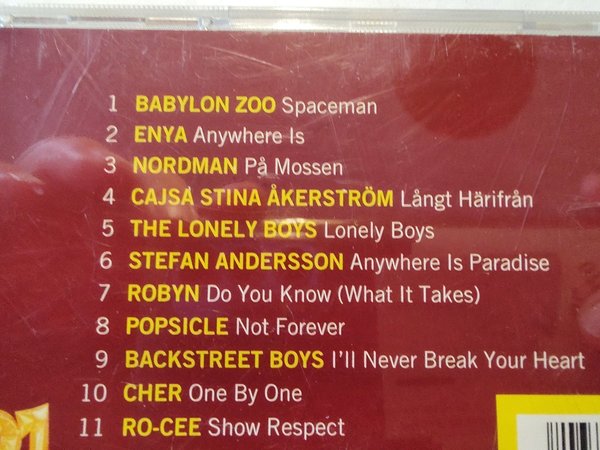 1 BABYLON ZOO Spaceman
2 ENYA Anywhere Is
3 NORDMAN På Mossen
4 CAJSA STINA ÅKERSTRÖM Långt Härifrån
5 THE LONELY BOYS Lonely Boys
6 STEFAN ANDERSSON Anywhere Is Paradise
7 ROBYN Do You Know (What It Takes)
8 POPSICLE Not Forever
9 BACKSTREET BOYS I'll Never Break Your Heart
10 CHER One By One
11 RO-CEE Show Respect